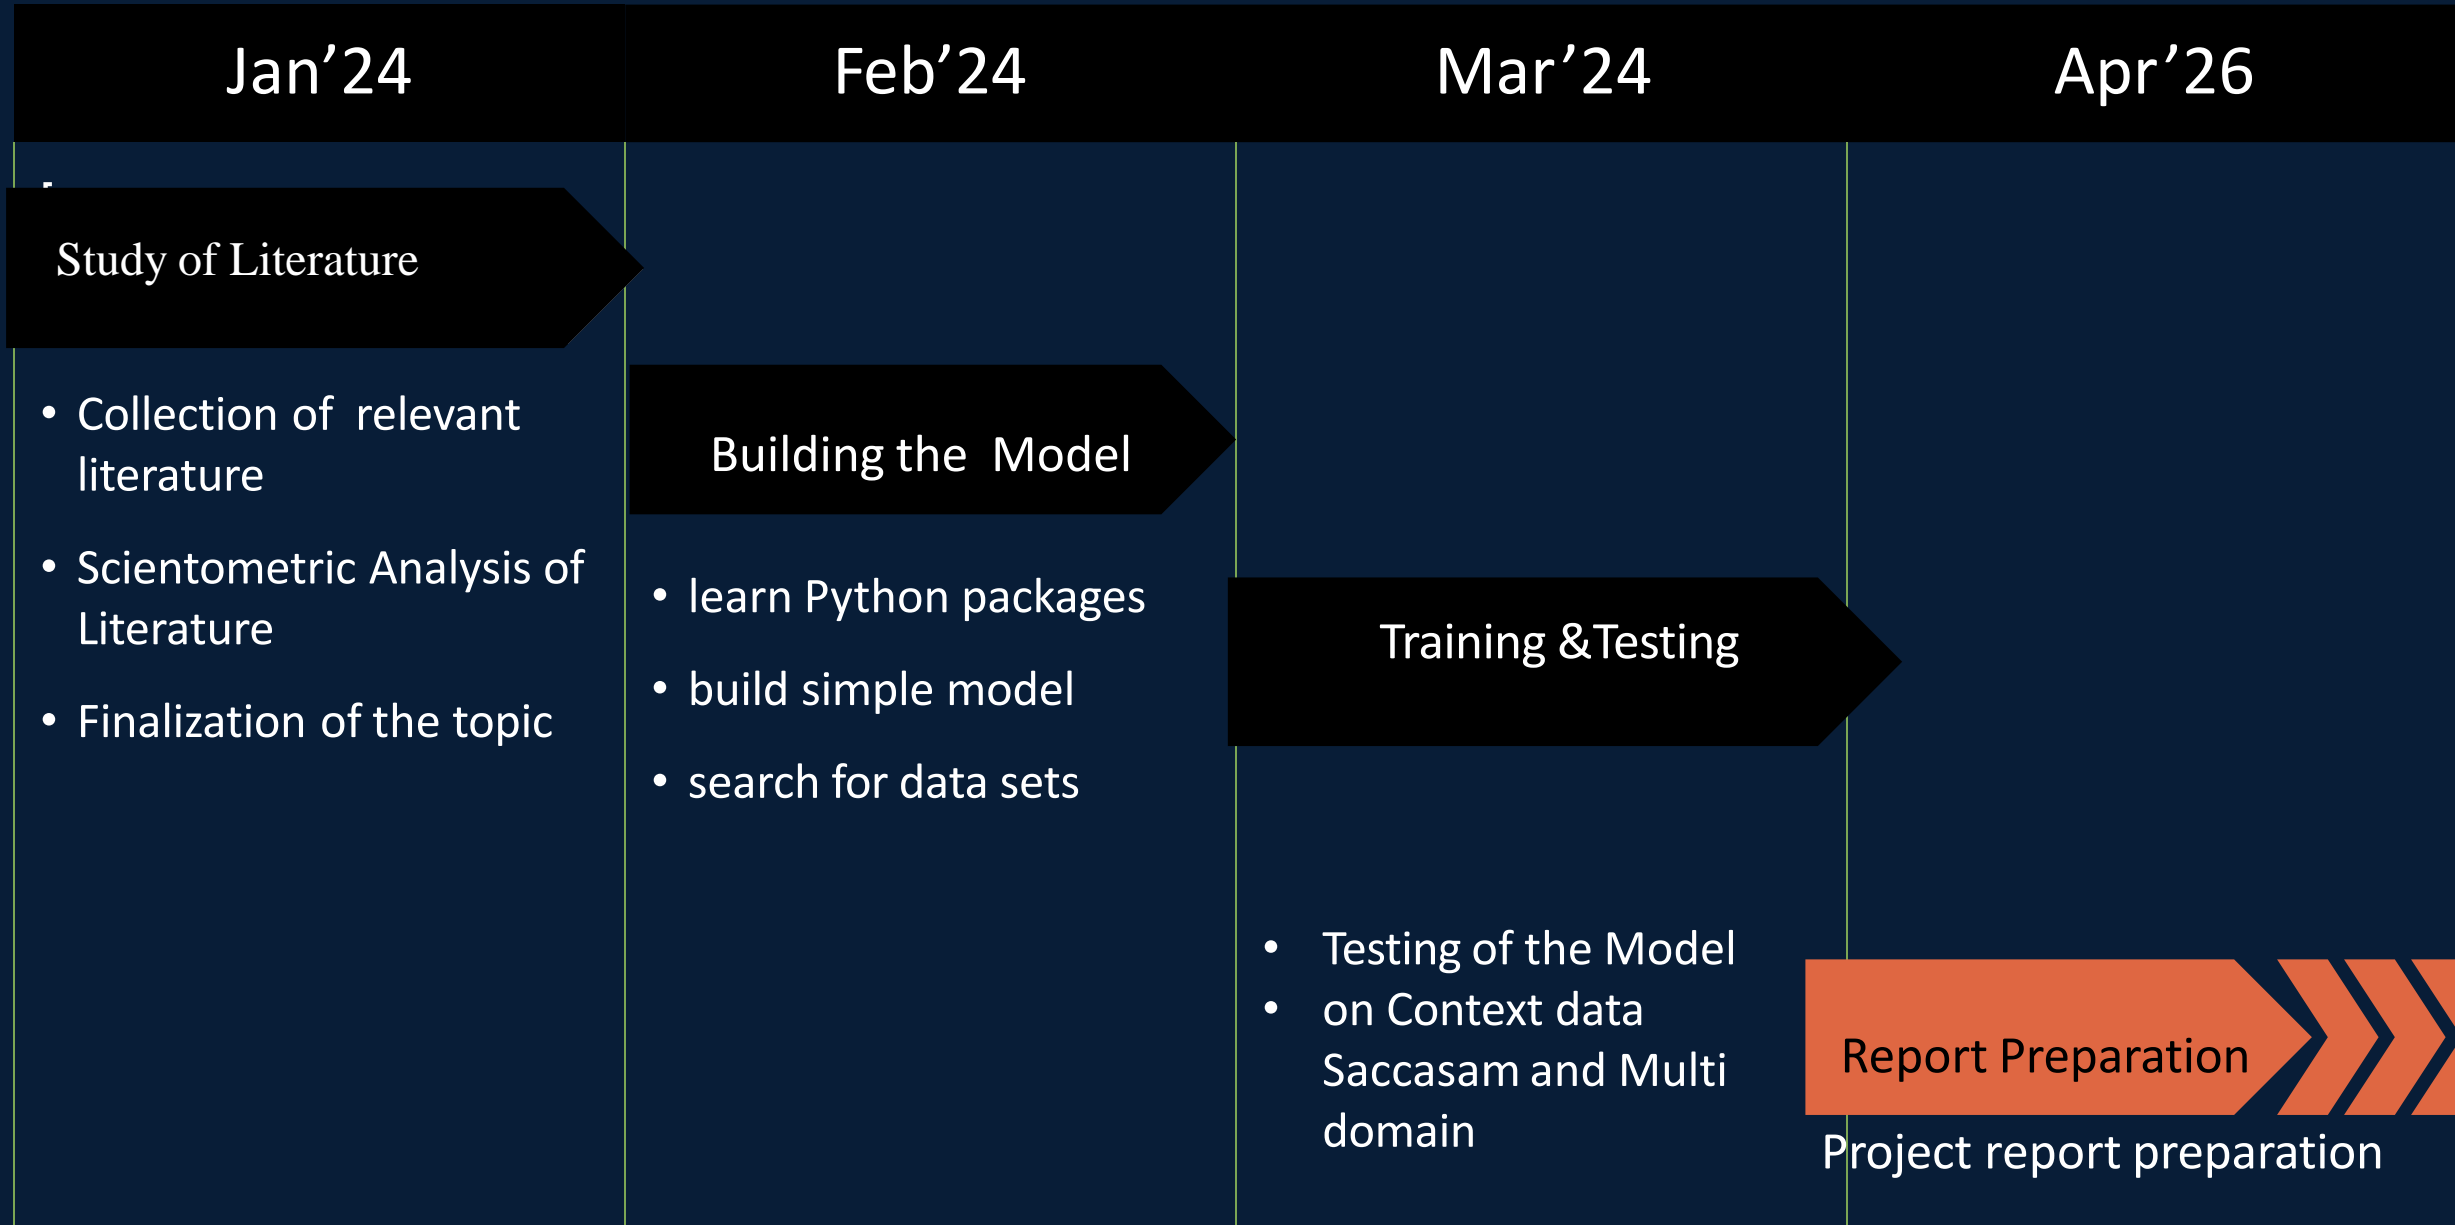 Jan’24
Feb’24
Mar’24
Apr’26
Study of Literature
• Collection of relevant
literature
• Scientometric Analysis of
Literature
• Finalization of the topic
Building the Model
• learn Python packages
• build simple model
• search for data sets
Training &Testing
• Testing of the Model
• on Context data
Saccasam and Multi
domain
Report Preparation
Project report preparation